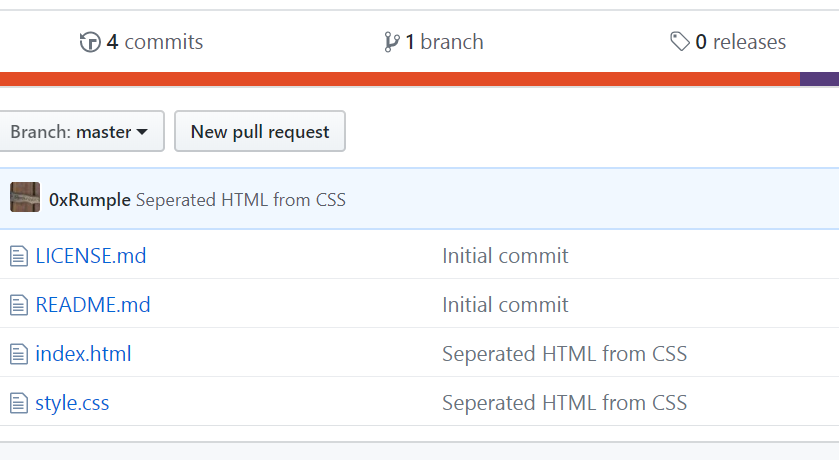 4 commits 1 branch 0 releases
Branch: master New pull request
0xRumple Seperated HTML from CSS
LICENSE.md Initial commit
README.md Initial commit
index.html Seperated HTML from CSS
style.css Seperated HTML from CSS